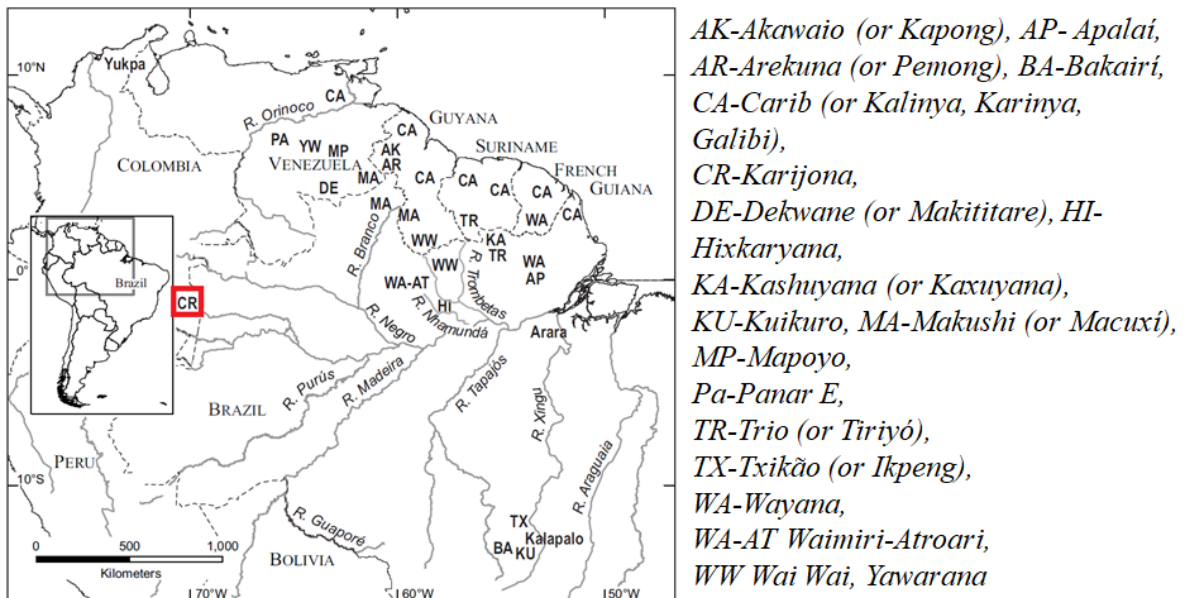 10°N
Yukpa
CA
R. Orinoco
GUYANA
CA
SURINAME
PA
YW
MP
AK
VENEZUELA
AR
FRENCH
GUIANA
COLOMBIA
DE
MA
CA
CA
CA
CA
MA
MA
TR
WA
CA
R. Branco
WW
KA
TR
WW
R. Trombetas
WA
AP
0°
Brazil
CR
WA-AT
HI
R. Nhamundá
R. Negro
Arara
R. Purús
R. Madeira
R. Tapajós
R. Xingu
BRAZIL
R. Araguaia
PERU
10°S
R. Guaporé
TX
Kalapalo
BA
KU
BOLIVIA
0 500 1,000
Kilometers
70°W
60°W
50°W
AK-Akawaio (or Kapong), AP- Apalaí,
AR-Arekuna (or Pemong), BA-Bakairí,
CA-Carib (or Kalinya, Karinya,
Galibi),
CR-Karijona,
DE-Dekwane (or Makititare), HI-
Hixkaryana,
KA-Kashuyana (or Kaxuyana),
KU-Kuikuro, MA-Makushi (or Macuxí),
MP-Mapoyo,
Pa-Panar E,
TR-Trio (or Tiriyó),
TX-Txikão (or Ikpeng),
WA-Wayana,
WA-AT Waimiri-Atroari,
WW Wai Wai, Yawarana